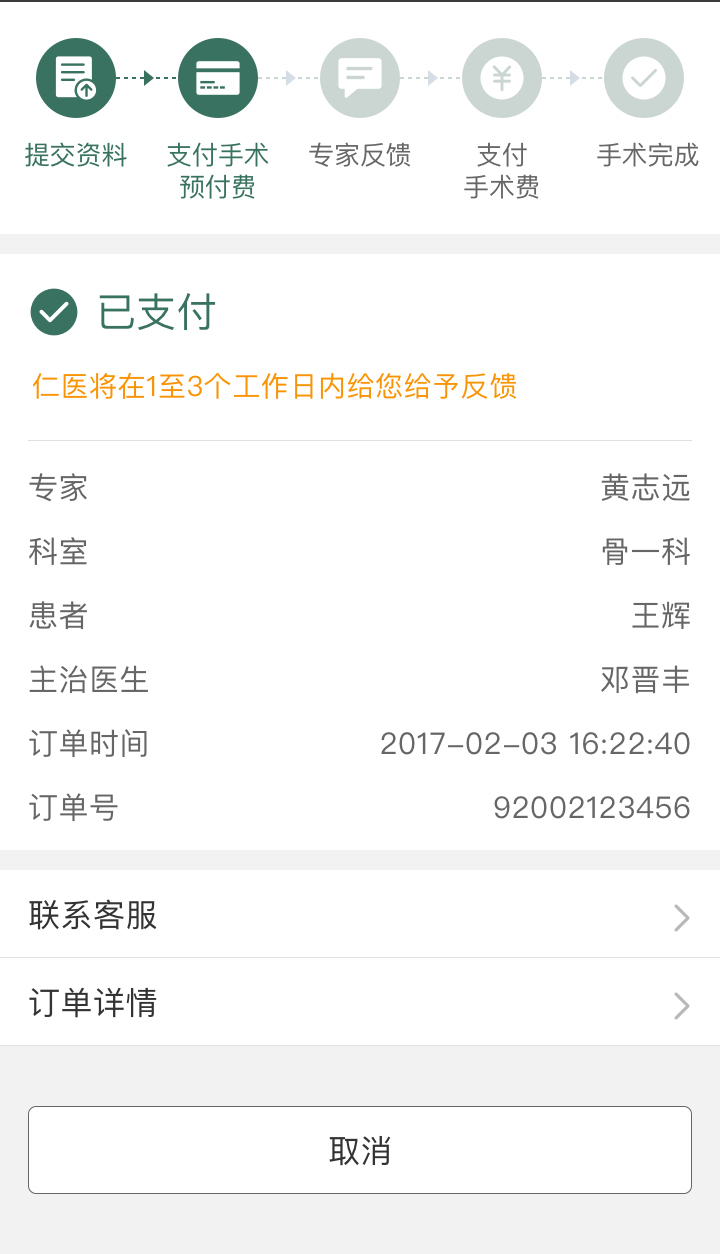 提交资料
支付手术
预付费
专家反馈
支付
手术费
手术完成
已支付
仁医将在1至3个工作日内给您给予反馈
专家 黄志远
科室 骨一科
患者 王辉
主治医生 邓晋丰
订单时间 2017-02-03 16:22:40
订单号 92002123456
联系客服
订单详情
取消